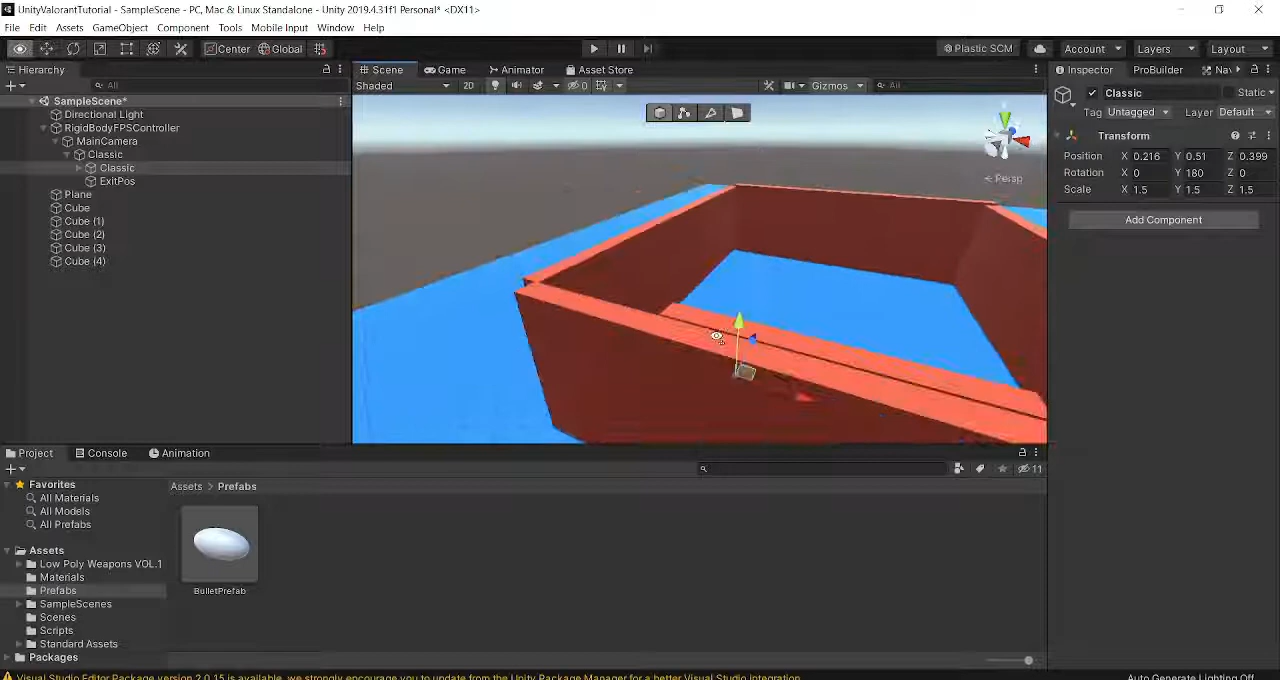 UnityValorantTutorial - SampleScene - PC, Mac & Linux Standalone - Unity 2019.4.31f1 Personal* <DX11>
File Edit Assets GameObject Component Tools Mobile Input Window Help
Center Global Plastic SCM Account Layers Layout
Hierarchy Scene Game Animator Asset Store Inspector ProBuilder Nav
All Shaded 2D 0 Gizmos All Classic Static
SampleScene* Tag Untagged Layer Default
Directional Light
RigidBodyFPSController Transform
MainCamera
Classic Position X 0.216 Y 0.51 Z 0.399
Classic Rotation X 0 Y 180 Z 0
ExitPos Persp Scale X 1.5 Y 1.5 Z 1.5
Plane
Cube Add Component
Cube (1)
Cube (2)
Cube (3)
Cube (4)
Project Console Animation
11
Favorites Assets > Prefabs
All Materials
All Models
All Prefabs
Assets
Low Poly Weapons VOL.1
Materials
Prefabs BulletPrefab
SampleScenes
Scenes
Scripts
Standard Assets
Packages
Visual Studio Editor Package version 2.0.15 is available, we strongly encourage you to update from the Unity Package Manager for a better Visual Studio integration
Auto Generate Lighting Off